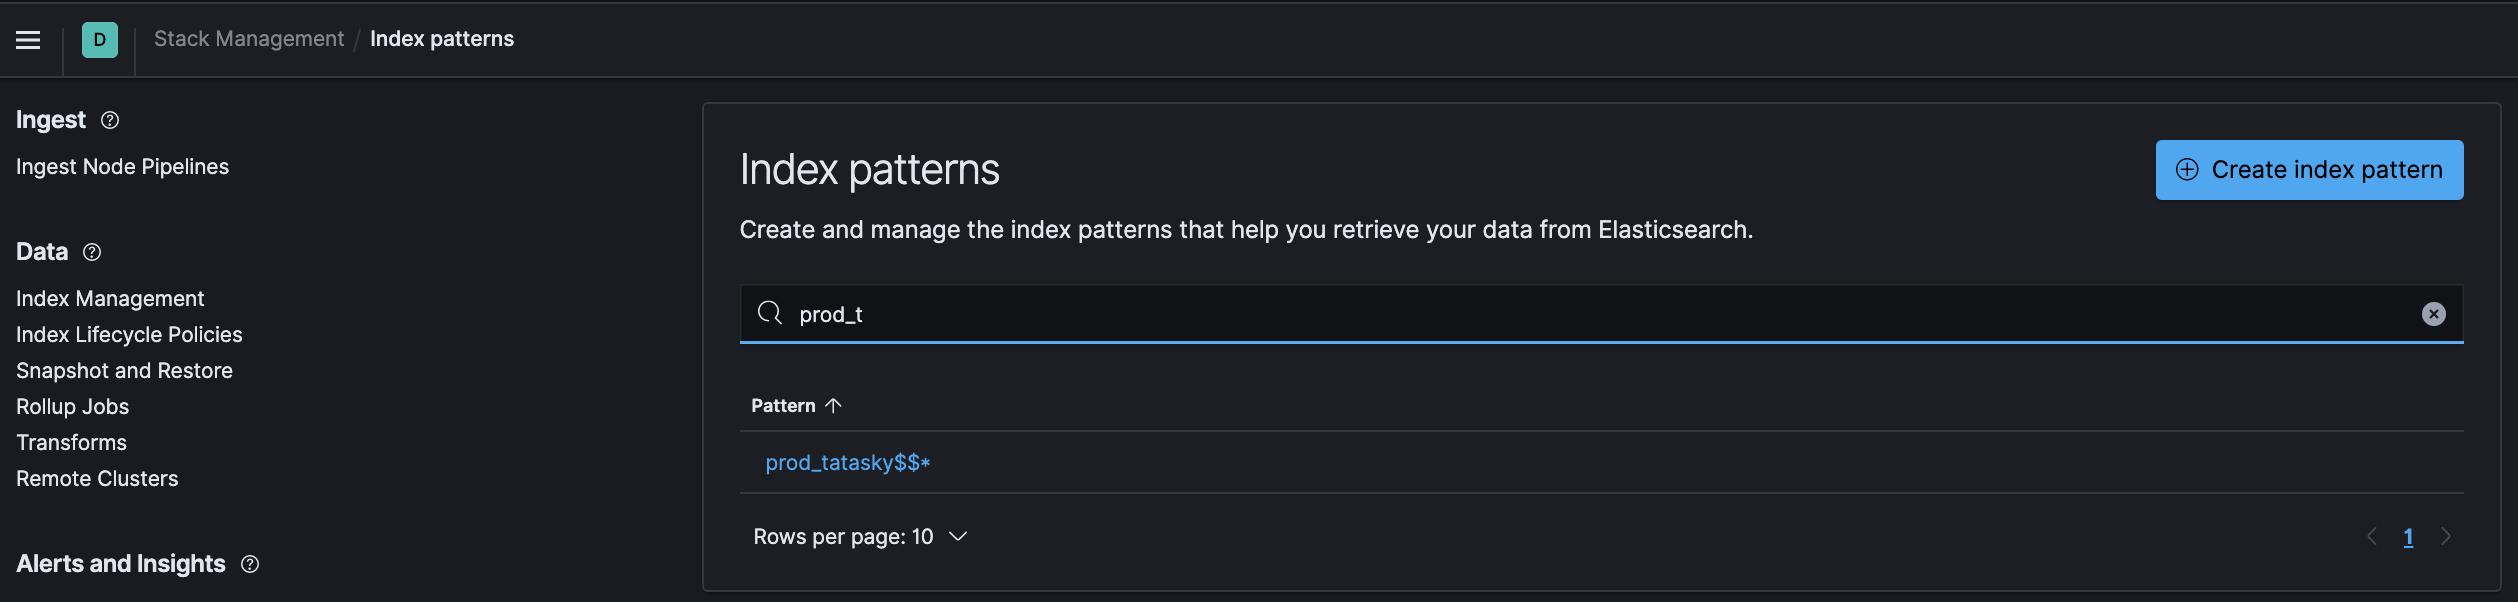 D
Stack Management / Index patterns
Ingest
Ingest Node Pipelines
Data
Index Management
Index Lifecycle Policies
Snapshot and Restore
Rollup Jobs
Transforms
Remote Clusters
Alerts and Insights
Index patterns
Create index pattern
Create and manage the index patterns that help you retrieve your data from Elasticsearch.
prod_t
Pattern ↑
prod_tatasky$$*
Rows per page: 10
1